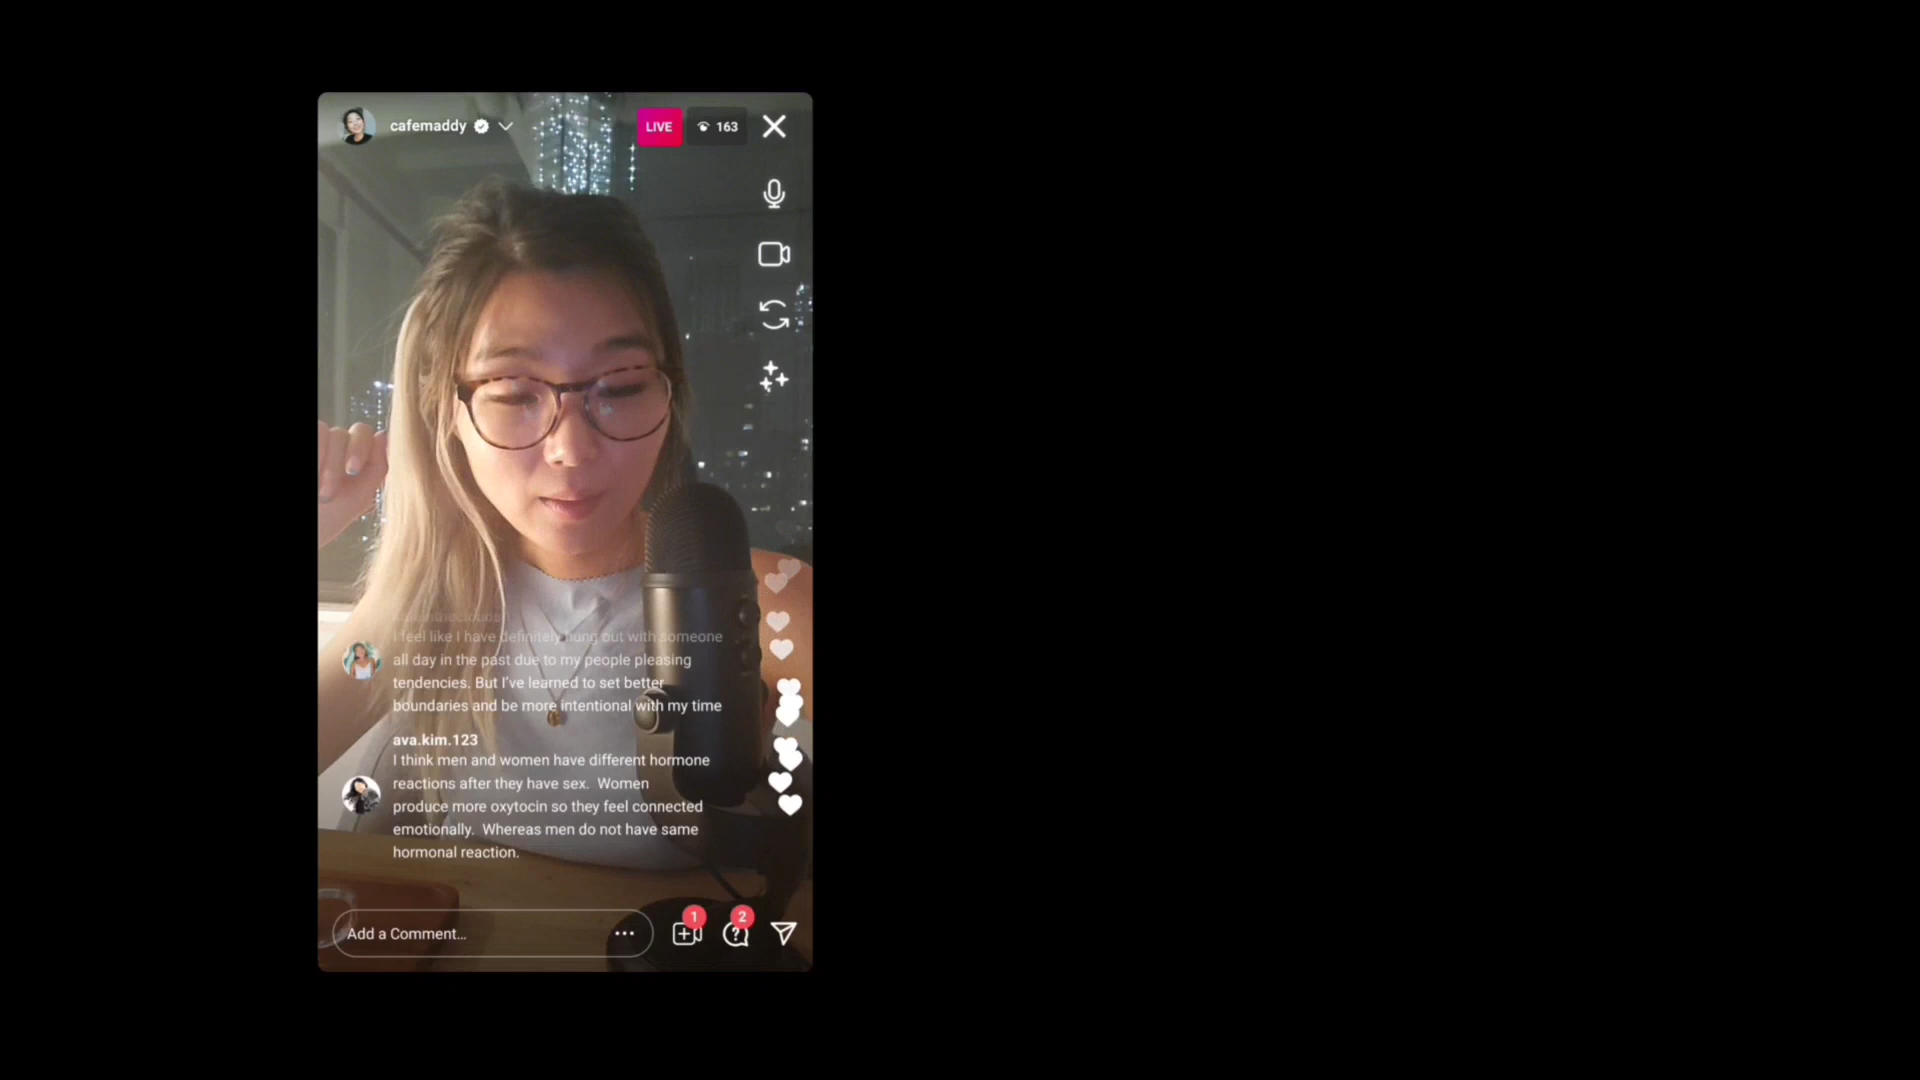 cafemaddy
LIVE
163
I feel like I have definitely hung out with someone
all day in the past due to my people pleasing
tendencies. But I've learned to set better
boundaries and be more intentional with my time
ava.kim.123
I think men and women have different hormone
reactions after they have sex. Women
produce more oxytocin so they feel connected
emotionally. Whereas men do not have same
hormonal reaction.
1
2
Add a Comment...